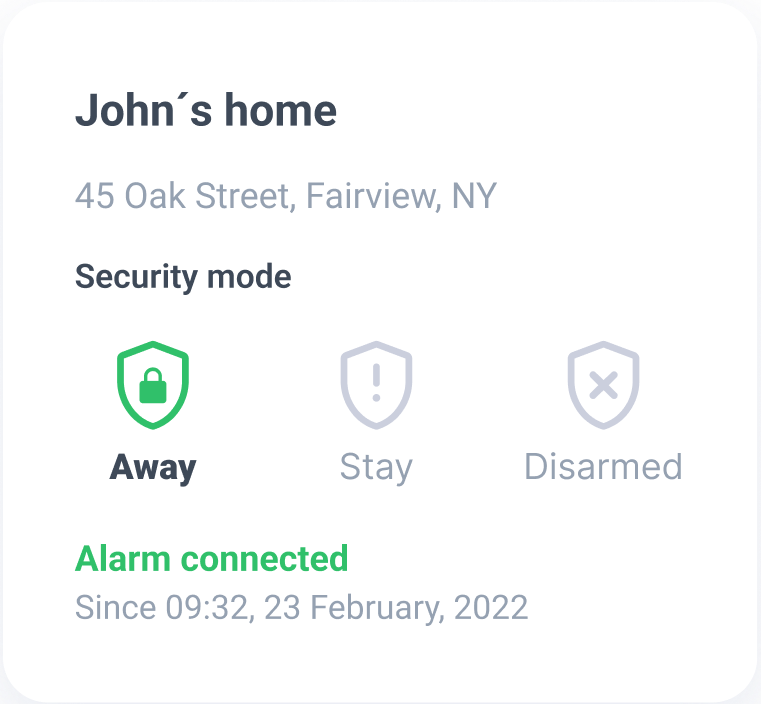 John´s home
45 Oak Street, Fairview, NY
Security mode
Away Stay Disarmed
Alarm connected
Since 09:32, 23 February, 2022